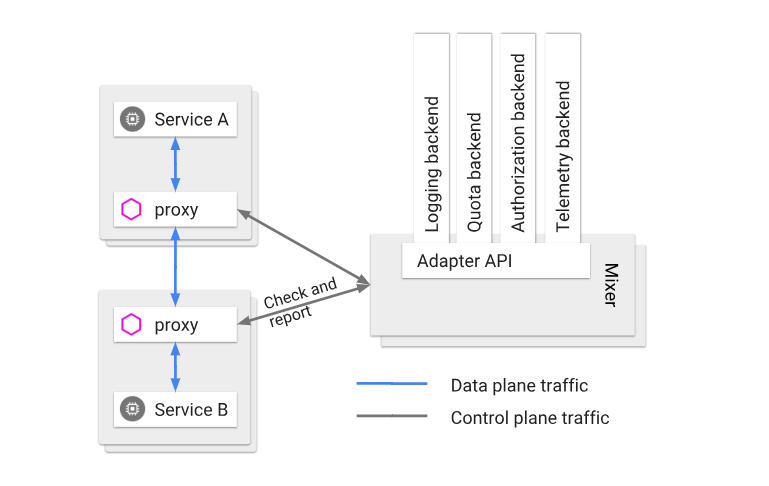 Service A
proxy
proxy
Service B
Check and
report
Logging backend
Quota backend
Authorization backend
Telemetry backend
Adapter API
Mixer
Data plane traffic
Control plane traffic